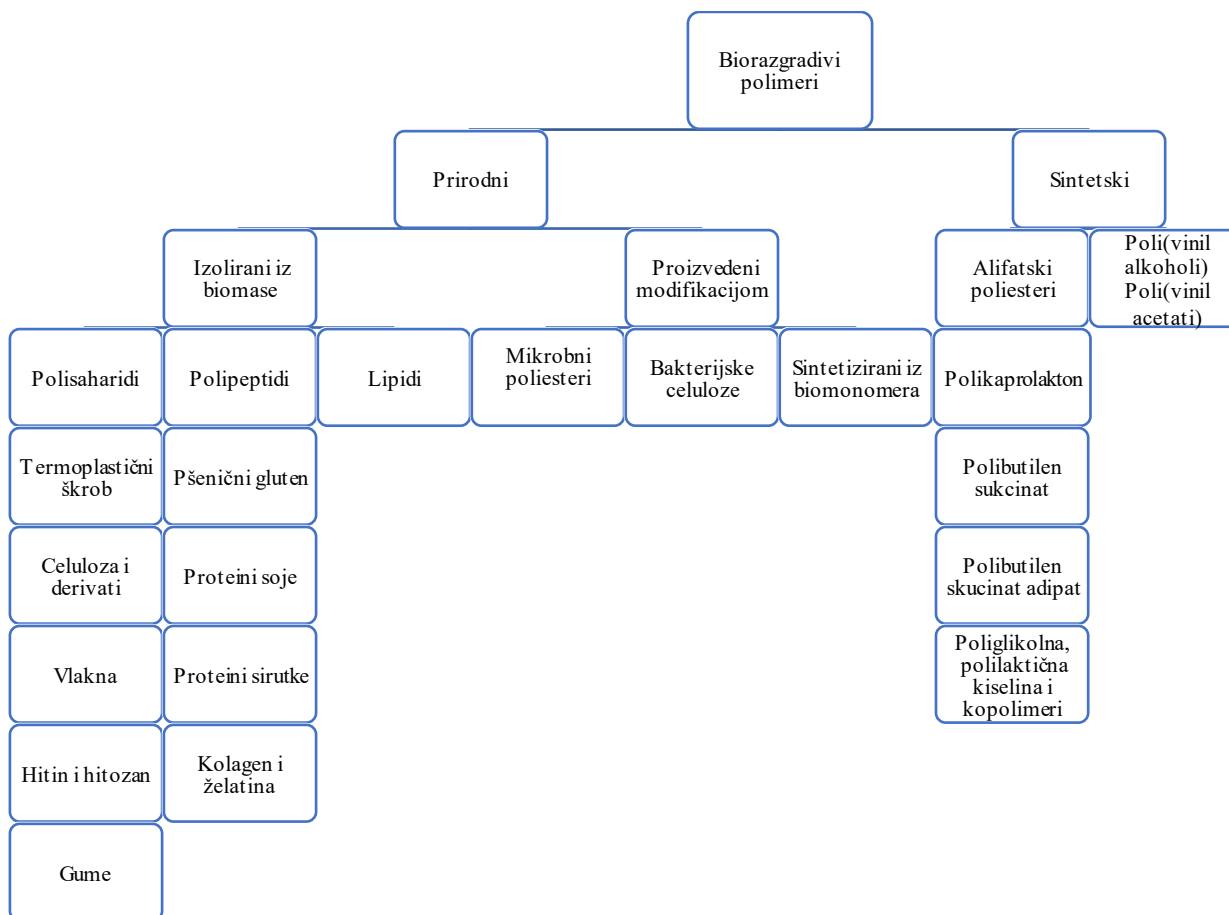 Biorazgradivi
polimeri
Prirodni
Sintetski
Izolirani iz
biomase
Proizvedeni
modifikacijom
Alifatski
poliesteri
Poli(vinil
alkoholi)
Poli(vinil
acetati)
Polisaharidi
Polipeptidi
Lipidi
Mikrobni
poliesteri
Bakterijske
celuloze
Sintetizirani iz
biomonomera
Polikaprolakton
Termoplastični
škrob
Pšenični gluten
Polibutilen
sukcinat
Celuloza i
derivati
Proteini soje
Polibutilen
skucinat adipat
Vlakna
Proteini sirutke
Poliglikolna,
polilaktična
kiselina i
kopolimeri
Hitin i hitozan
Kolagen i
želatina
Gume